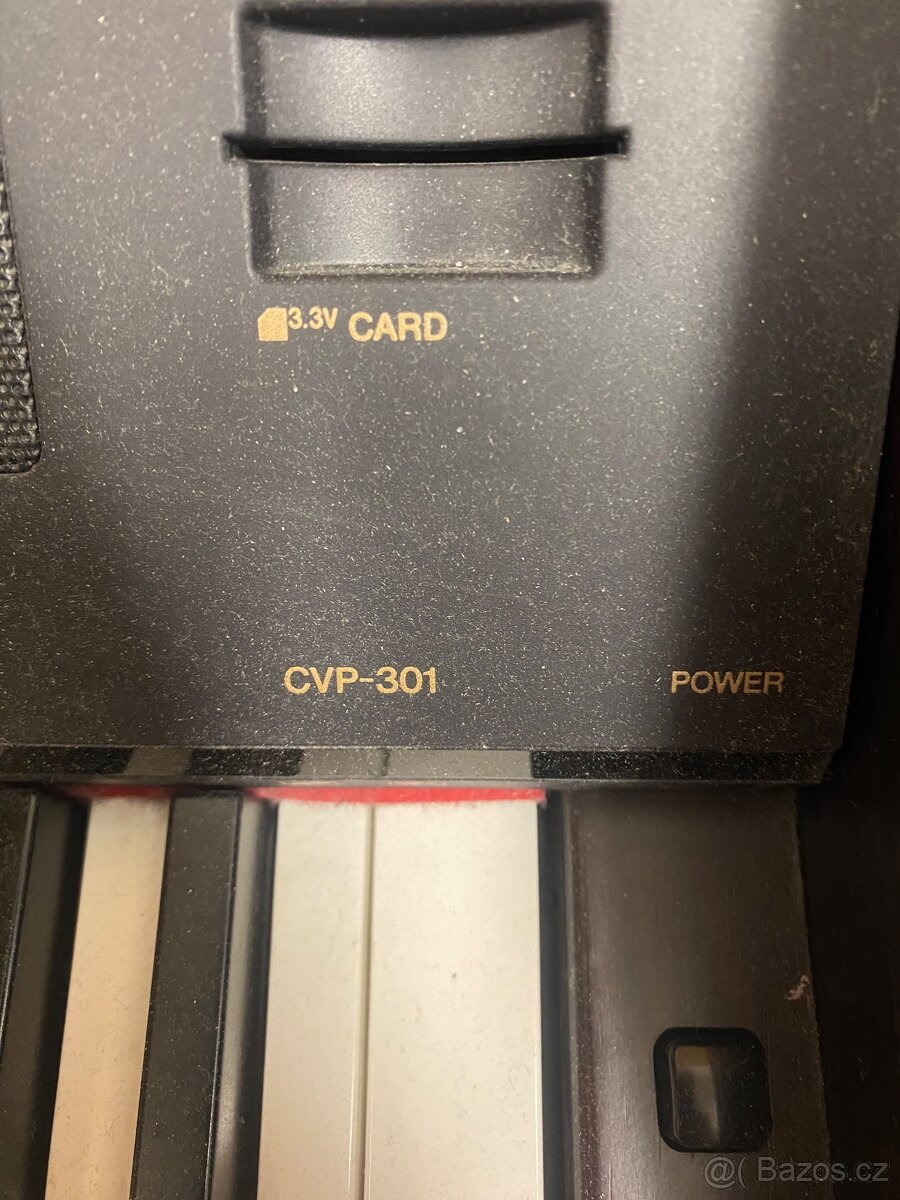 3.3V CARD
CVP-301
POWER
@( Bazos.cz